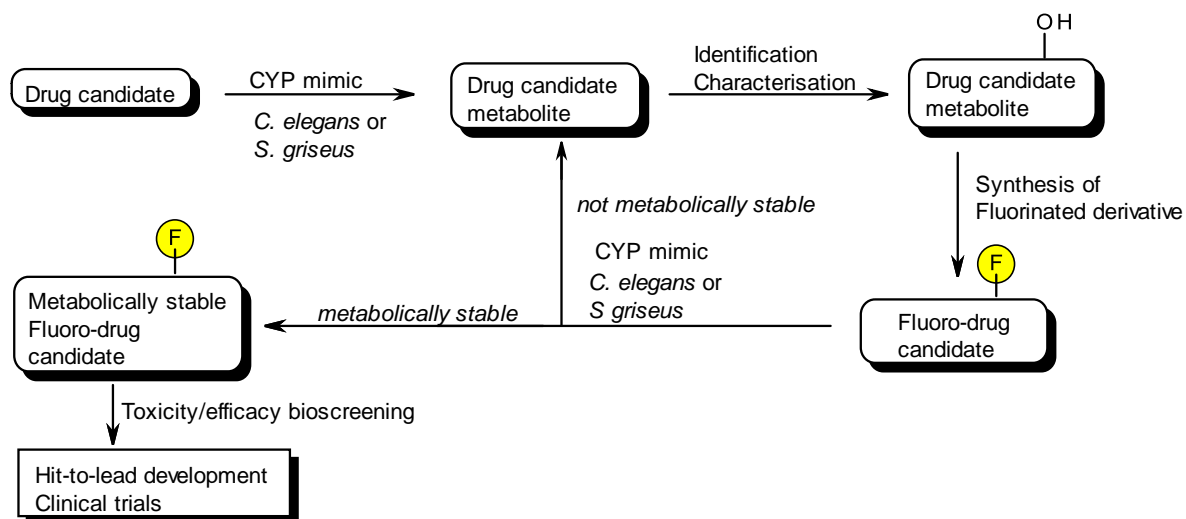 Drug candidate
CYP mimic
C. elegans or
S. griseus
Drug candidate
metabolite
Identification
Characterisation
OH
Drug candidate
metabolite
Synthesis of
Fluorinated derivative
F
Fluoro-drug
candidate
not metabolically stable
CYP mimic
C. elegans or
S griseus
metabolically stable
F
Metabolically stable
Fluoro-drug
candidate
Toxicity/efficacy bioscreening
Hit-to-lead development
Clinical trials